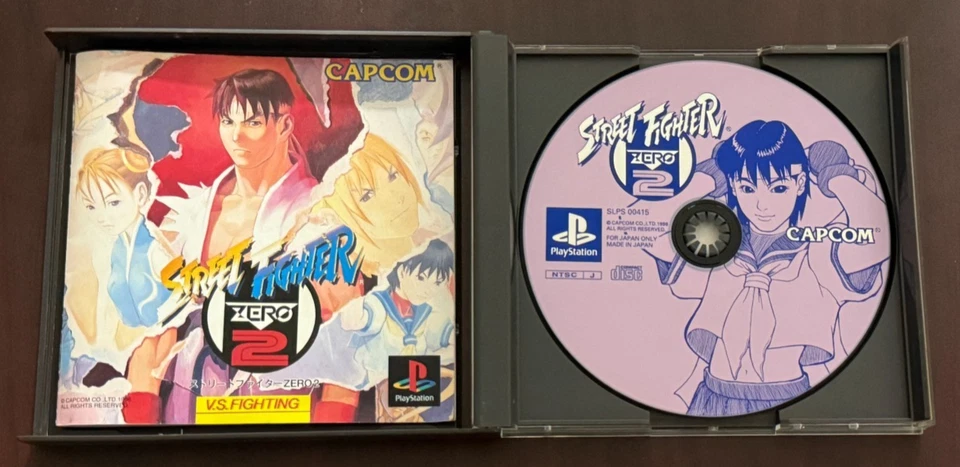 CAPCOM®
STREET FIGHTER
ZERO
2
ストリートファイターZERO2
©CAPCOM CO.,LTD.1996
ALL RIGHTS RESERVED.
V.S. FIGHTING
PlayStation
STREET FIGHTER®
ZERO
2
SLPS 00415
©CAPCOM CO.,LTD.1996
ALL RIGHTS RESERVED.
FOR JAPAN ONLY
MADE IN JAPAN
PlayStation
NTSC J
COMPACT
disc
CAPCOM®